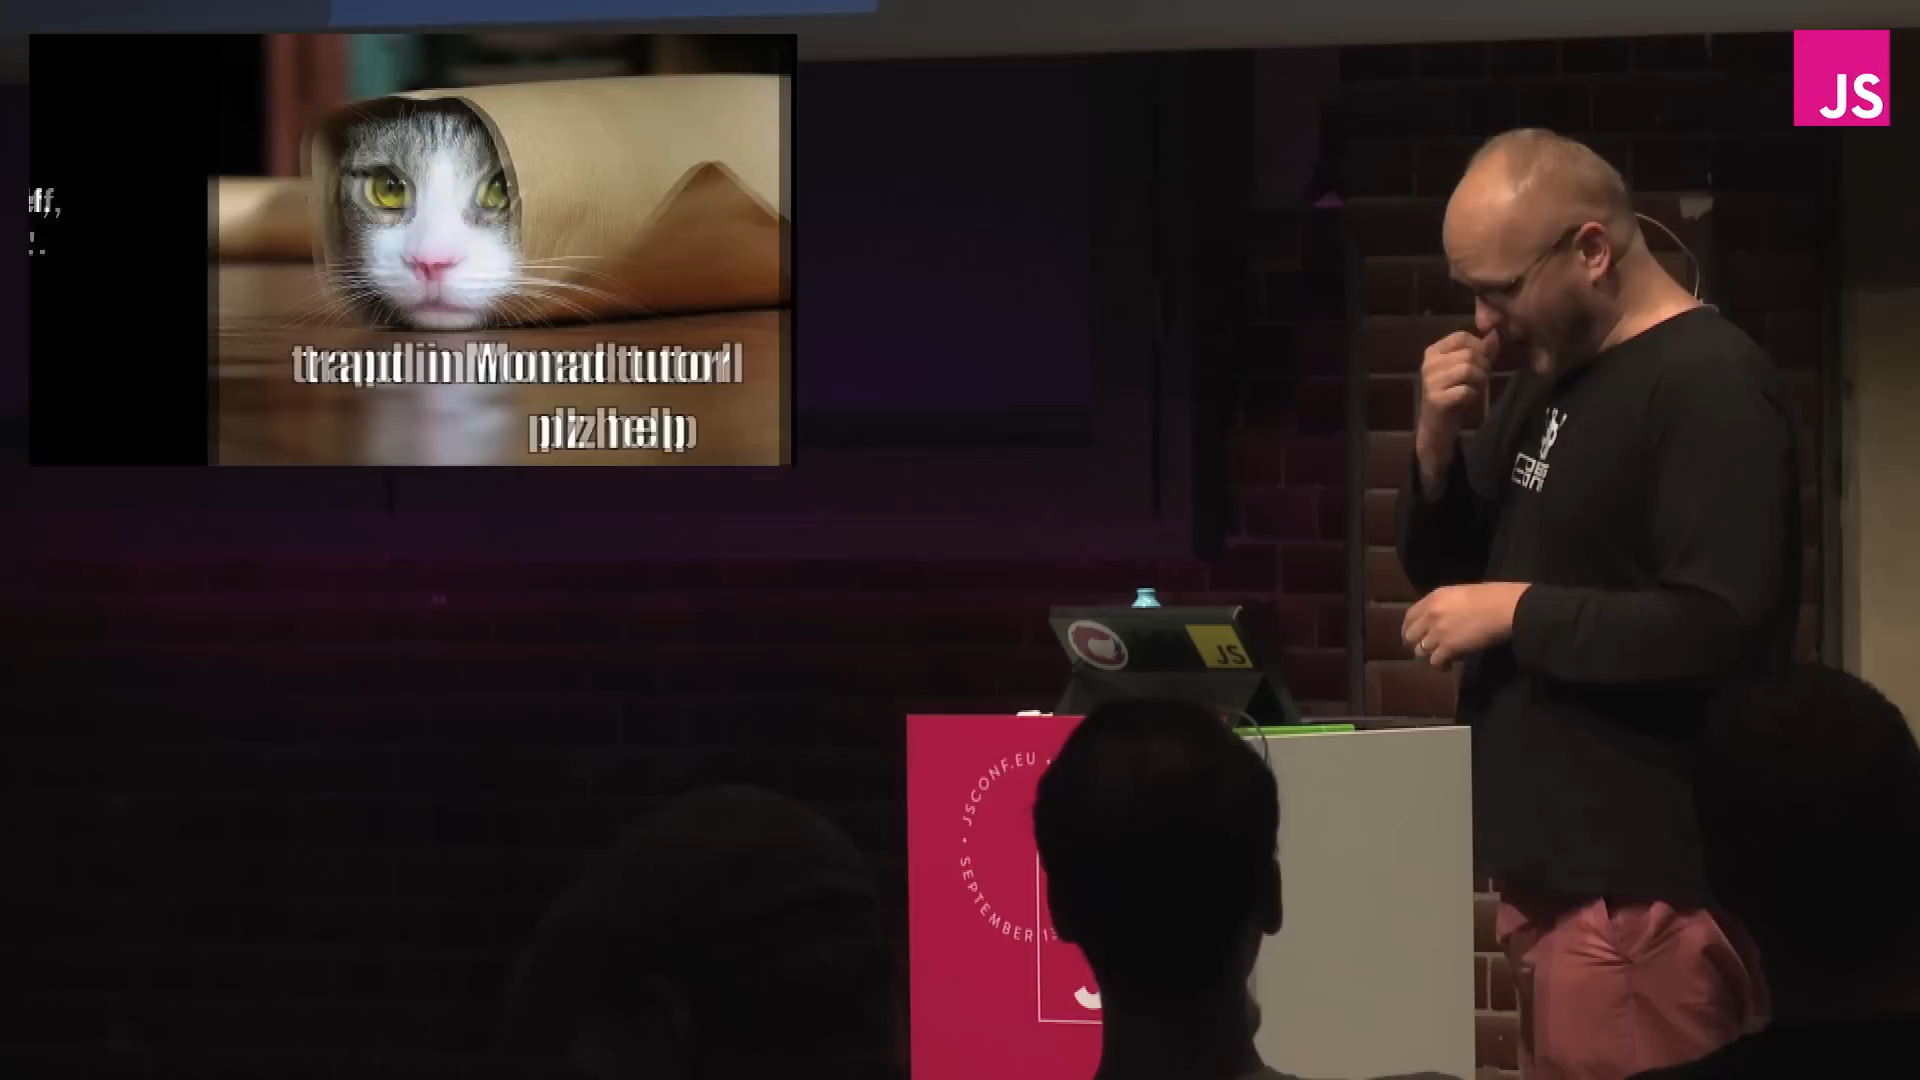 JS
trapd in Monad tutorl
plz help
JS
JSCONF.EU • SEPTEMBER